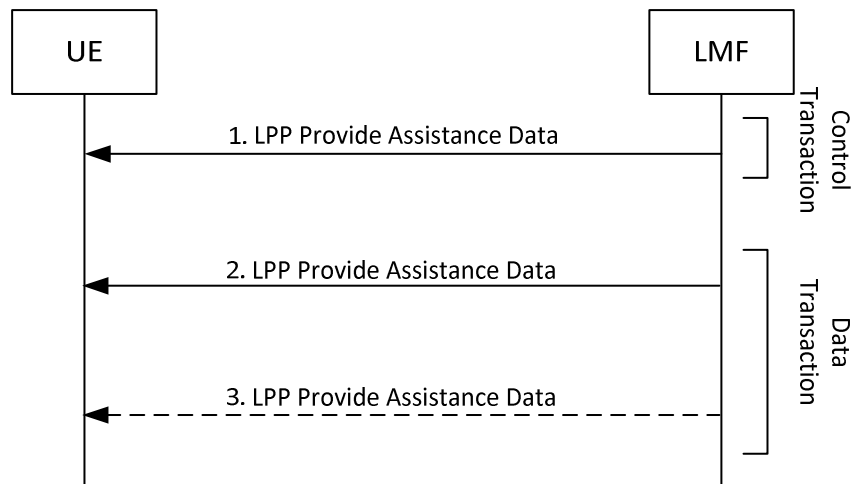 UE
LMF
1. LPP Provide Assistance Data
Control
Transaction
2. LPP Provide Assistance Data
Data
Transaction
3. LPP Provide Assistance Data